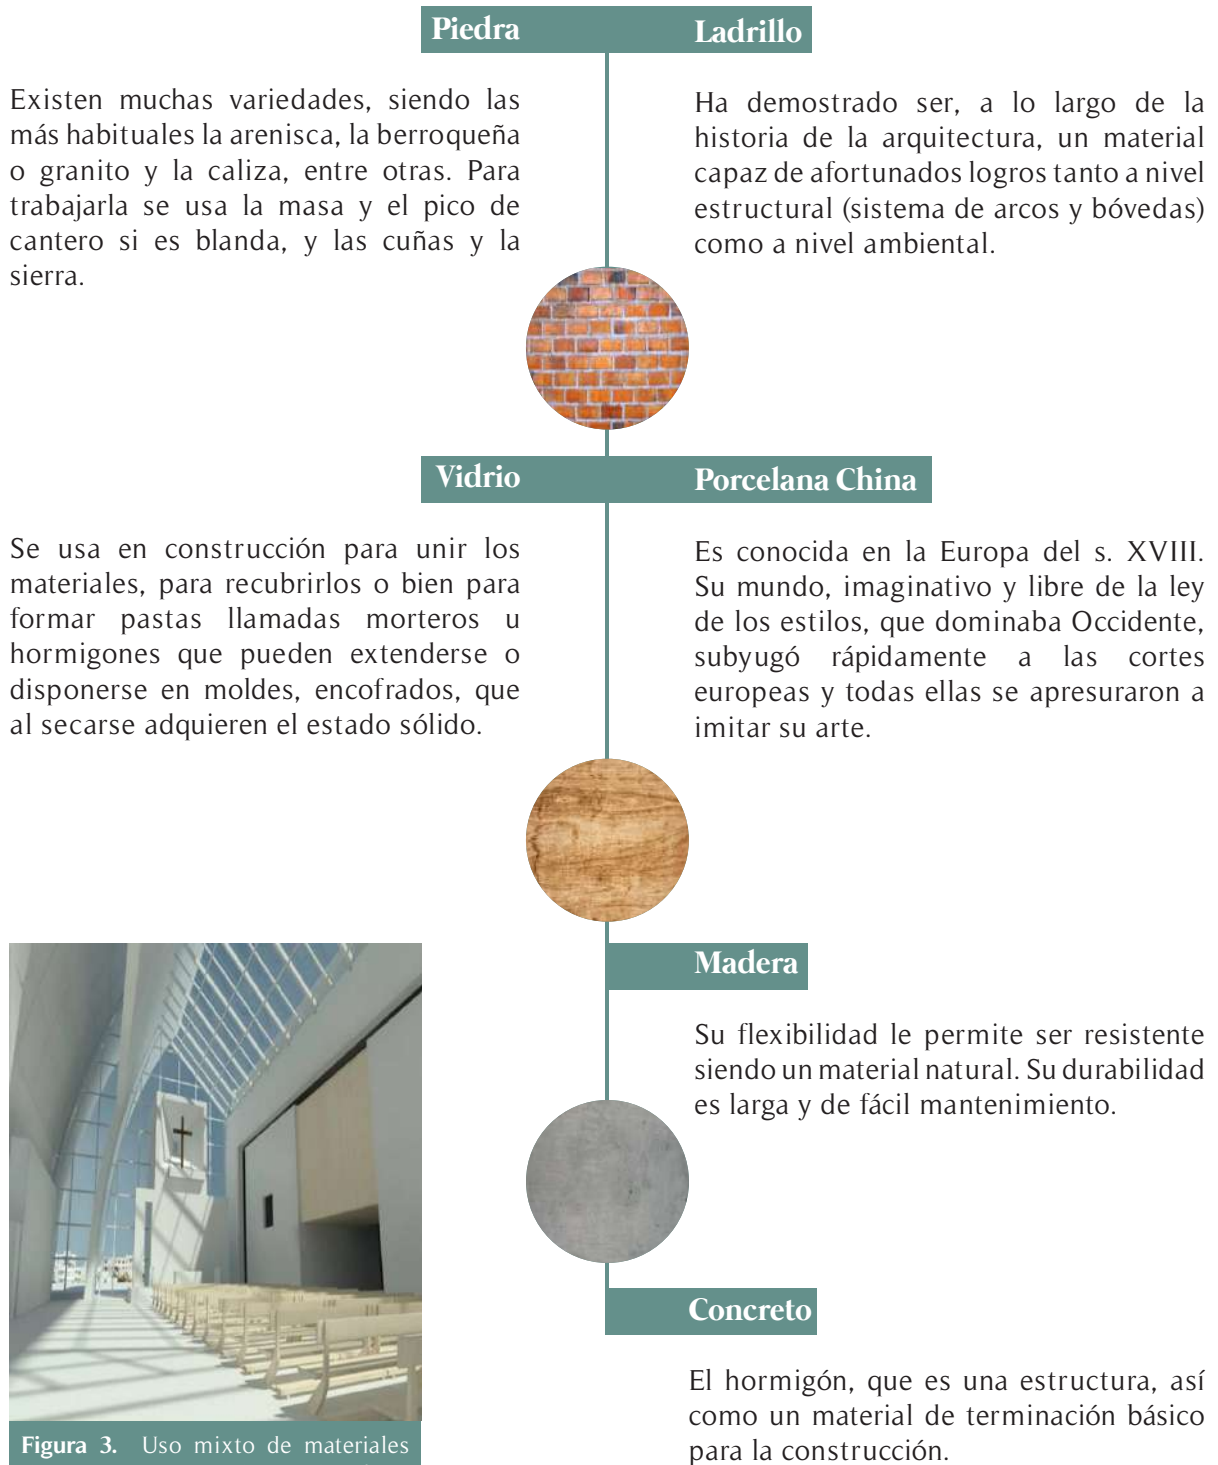 Piedra
Existen muchas variedades, siendo las
más habituales la arenisca, la berroqueña
o granito y la caliza, entre otras. Para
trabajarla se usa la masa y el pico de
cantero si es blanda, y las cuñas y la
sierra.
Ladrillo
Ha demostrado ser, a lo largo de la
historia de la arquitectura, un material
capaz de afortunados logros tanto a nivel
estructural (sistema de arcos y bóvedas)
como a nivel ambiental.
Vidrio
Se usa en construcción para unir los
materiales, para recubrirlos o bien para
formar pastas llamadas morteros u
hormigones que pueden extenderse o
disponerse en moldes, encofrados, que
al secarse adquieren el estado sólido.
Porcelana China
Es conocida en la Europa del s. XVIII.
Su mundo, imaginativo y libre de la ley
de los estilos, que dominaba Occidente,
subyugó rápidamente a las cortes
europeas y todas ellas se apresuraron a
imitar su arte.
Madera
Su flexibilidad le permite ser resistente
siendo un material natural. Su durabilidad
es larga y de fácil mantenimiento.
Concreto
El hormigón, que es una estructura, así
como un material de terminación básico
para la construcción.
Figura 3. Uso mixto de materiales